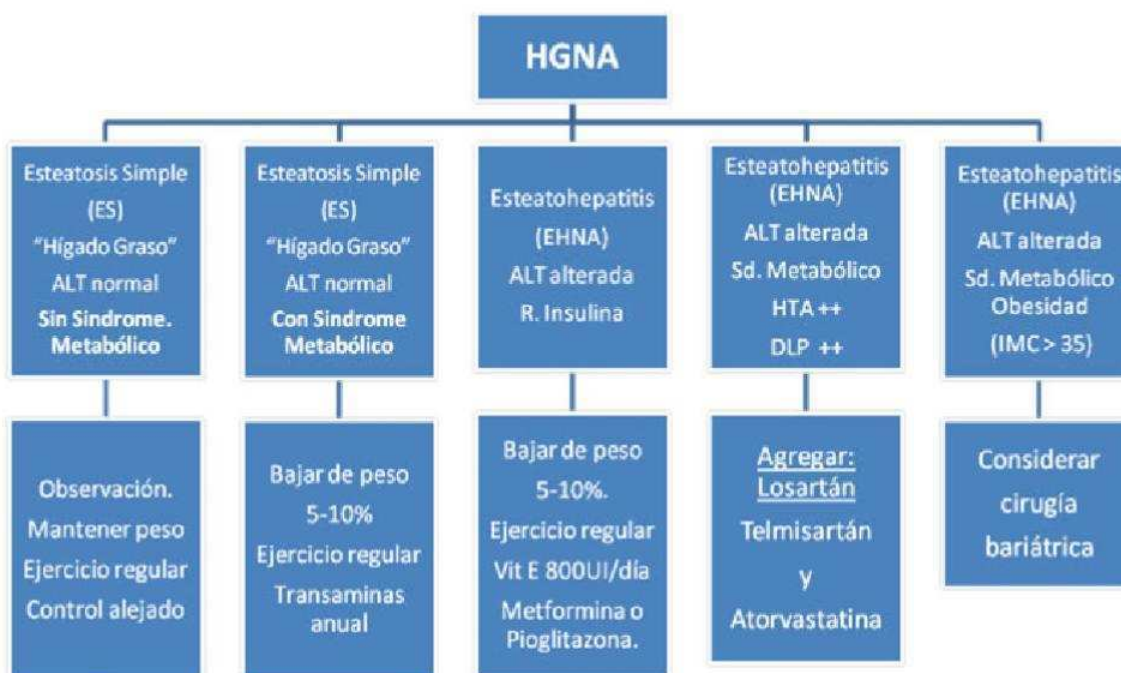 HGNA
Esteatosis Simple
(ES)
"Hígado Graso"
ALT normal
Sin Sindrome.
Metabólico
Esteatosis Simple
(ES)
"Hígado Graso"
ALT normal
Con Sindrome
Metabólico
Esteatohepatitis
(EHNA)
ALT alterada
R. Insulina
Esteatohepatitis
(EHNA)
ALT alterada
Sd. Metabólico
HTA ++
DLP ++
Esteatohepatitis
(EHNA)
ALT alterada
Sd. Metabólico
Obesidad
(IMC > 35)
Observación.
Mantener peso
Ejercicio regular
Control alejado
Bajar de peso
5-10%
Ejercicio regular
Transaminas
anual
Bajar de peso
5-10%.
Ejercicio regular
Vit E 800UI/día
Metformina o
Pioglitazona.
Agregar:
Losartán
Telmisartán
y
Atorvastatina
Considerar
cirugía
bariátrica